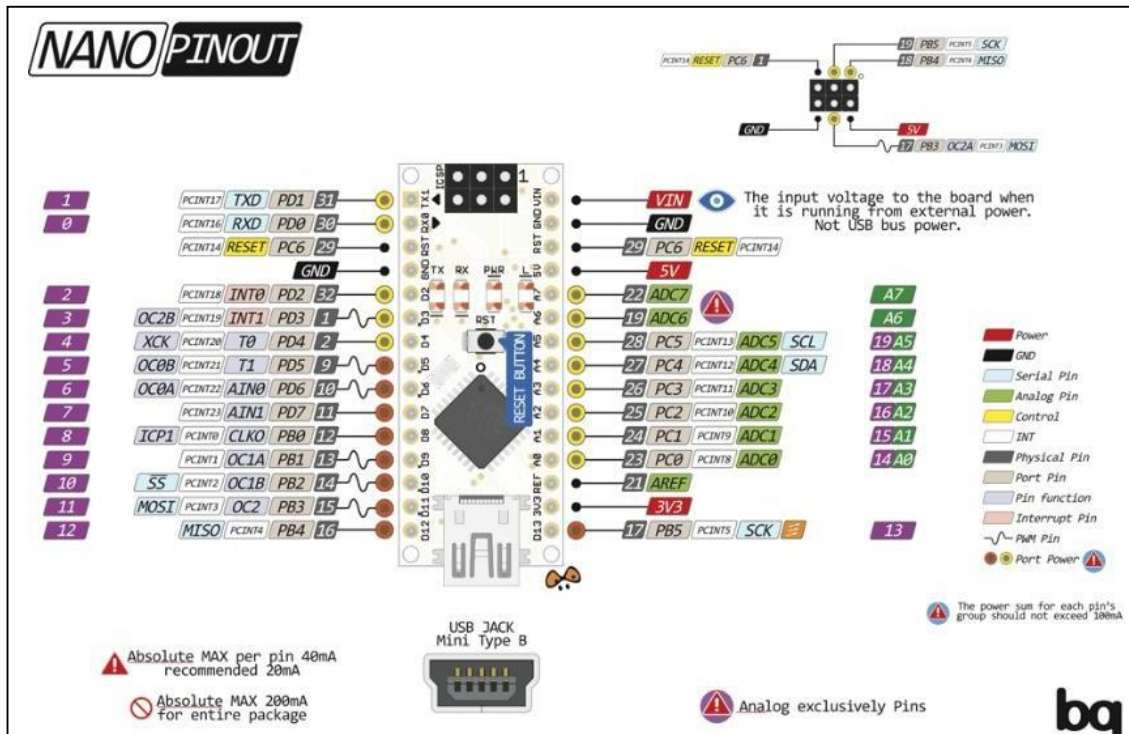 NANO PINOUT
19 PB5 PCINT5 SCK
PCINT14 RESET PC6 1
18 PB4 PCINT4 MISO
GND
5V
17 PB3 OC2A PCINT3 MOSI
ICSP
1
1 PCINT17 TXD PD1 31 TX1
VIN VIN
The input voltage to the board when
it is running from external power.
Not USB bus power.
0 PCINT16 RXD PD0 30 RX0
GND GND
PCINT14 RESET PC6 29 RST
RST 29 PC6 RESET PCINT14
GND GND
5V 5V
TX RX PWR L
2 PCINT18 INT0 PD2 32 D2
A7 22 ADC7 A7
3 OC2B PCINT19 INT1 PD3 1 D3
A6 19 ADC6 A6
RST
RESET BUTTON
4 XCK PCINT20 T0 PD4 2 D4
A5 28 PC5 PCINT13 ADC5 SCL 19 A5
5 OC0B PCINT21 T1 PD5 9 D5
A4 27 PC4 PCINT12 ADC4 SDA 18 A4
6 OC0A PCINT22 AIN0 PD6 10 D6
A3 26 PC3 PCINT11 ADC3 17 A3
7 PCINT23 AIN1 PD7 11 D7
A2 25 PC2 PCINT10 ADC2 16 A2
8 ICP1 PCINT0 CLKO PB0 12 D8
A1 24 PC1 PCINT9 ADC1 15 A1
9 PCINT1 OC1A PB1 13 D9
A0 23 PC0 PCINT8 ADC0 14 A0
10 SS PCINT2 OC1B PB2 14 D10
REF 21 AREF
11 MOSI PCINT3 OC2 PB3 15 D11
3V3 3V3
12 MISO PCINT4 PB4 16 D12
D13 17 PB5 PCINT5 SCK 13
Power
GND
Serial Pin
Analog Pin
Control
INT
Physical Pin
Port Pin
Pin function
Interrupt Pin
PWM Pin
Port Power
The power sum for each pin's
group should not exceed 100mA
USB JACK
Mini Type B
Absolute MAX per pin 40mA
recommended 20mA
Absolute MAX 200mA
for entire package
Analog exclusively Pins
bq